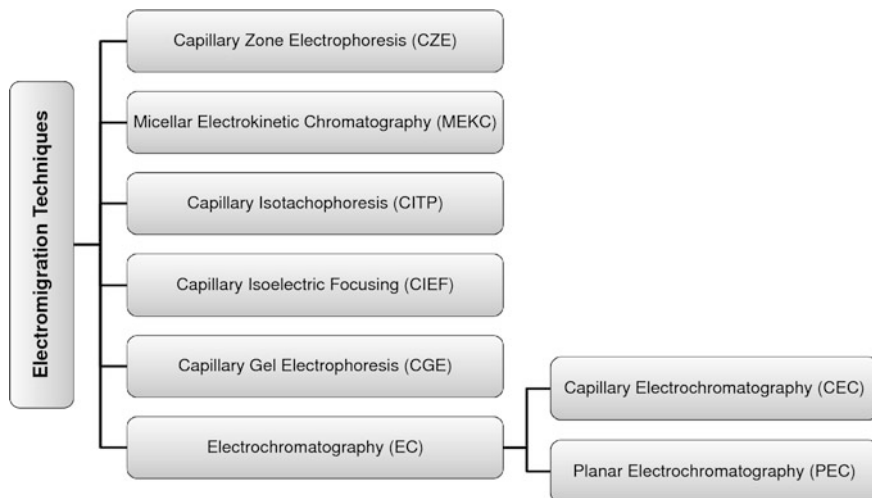 Electromigration Techniques
Capillary Zone Electrophoresis (CZE)
Micellar Electrokinetic Chromatography (MEKC)
Capillary Isotachophoresis (CITP)
Capillary Isoelectric Focusing (CIEF)
Capillary Gel Electrophoresis (CGE)
Electrochromatography (EC)
Capillary Electrochromatography (CEC)
Planar Electrochromatography (PEC)